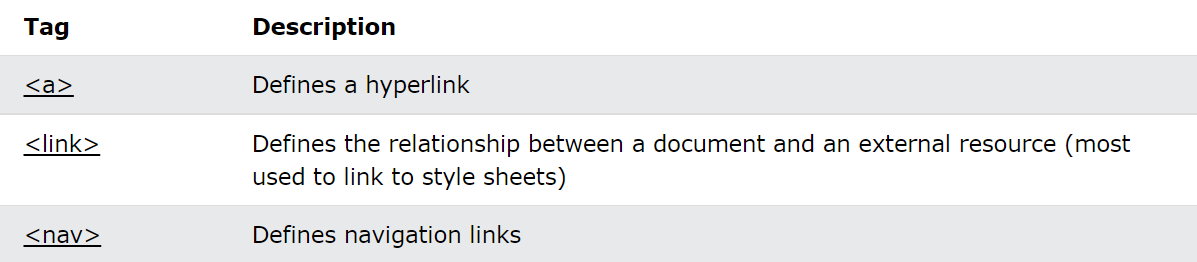 Tag Description
<a> Defines a hyperlink
<link> Defines the relationship between a document and an external resource (most
used to link to style sheets)
<nav> Defines navigation links